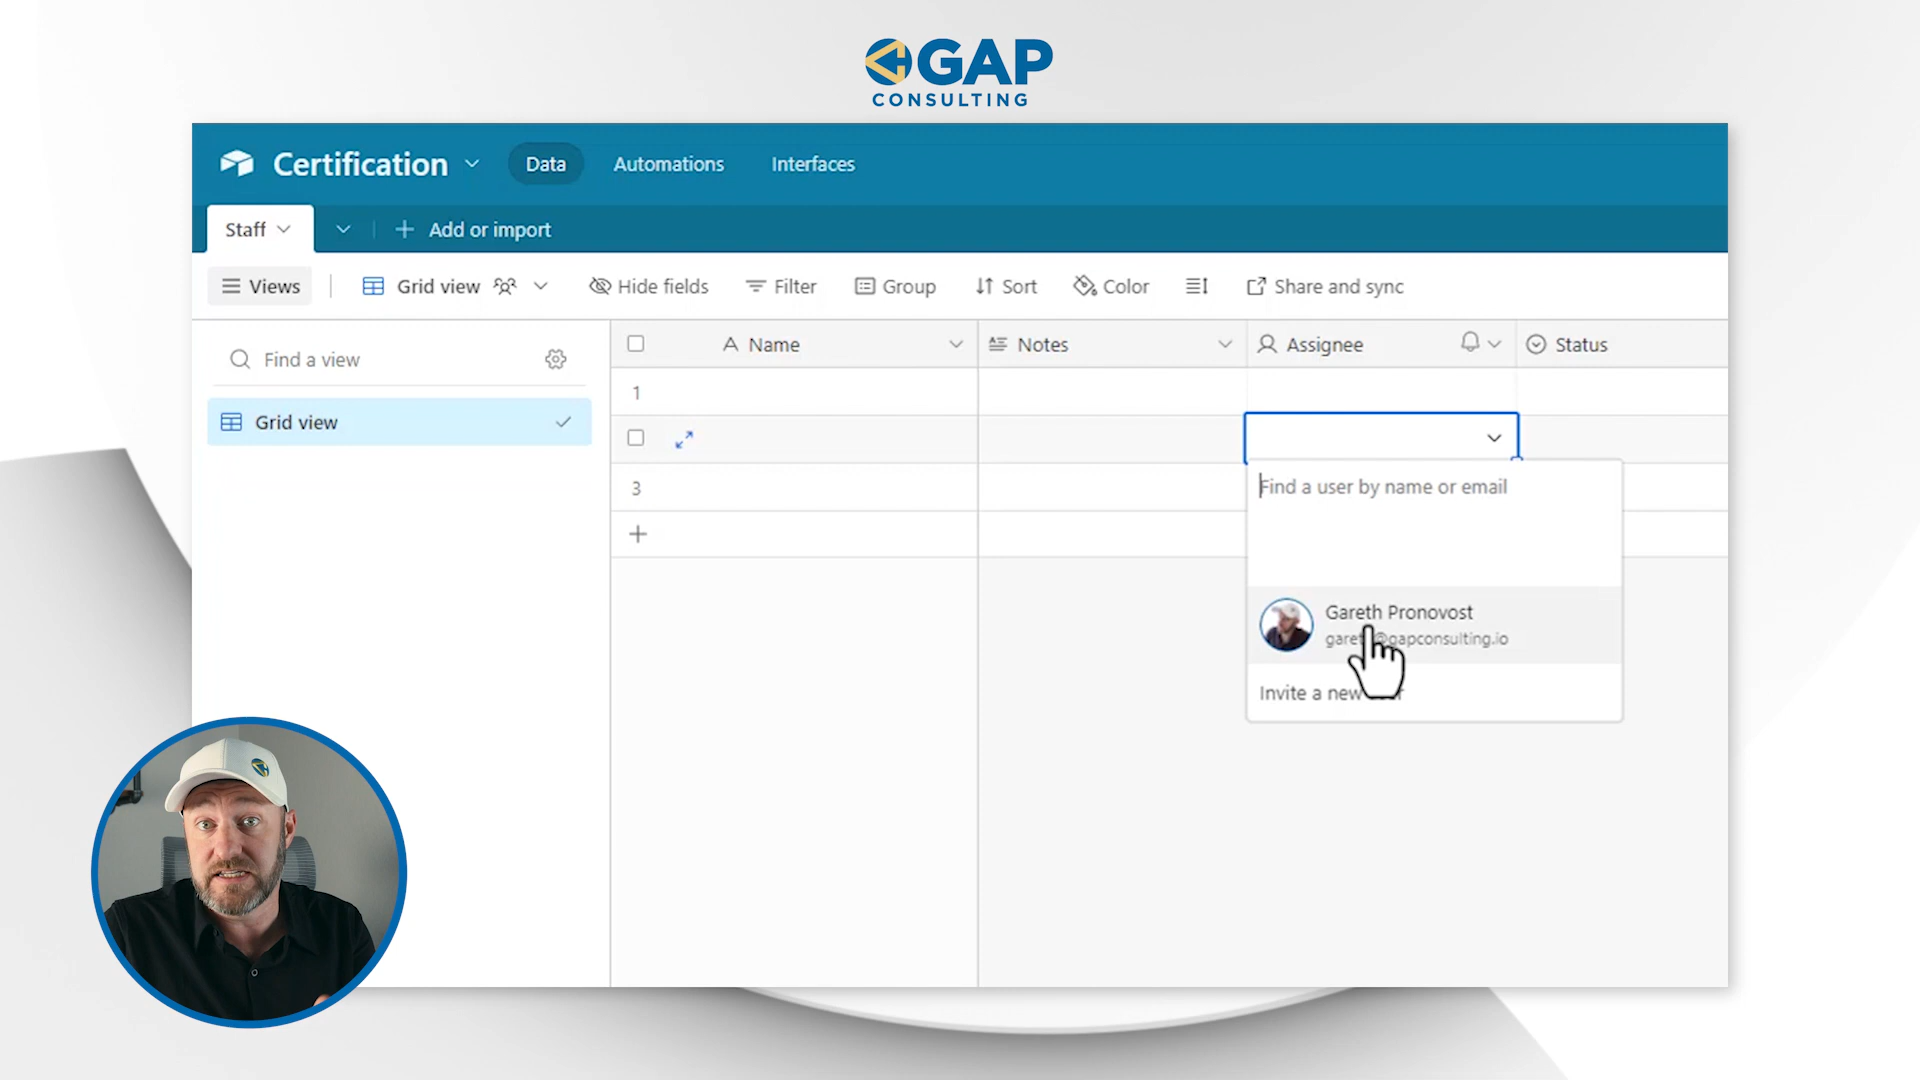 GAP
CONSULTING
Certification
Data
Automations
Interfaces
Staff
Add or import
Views
Grid view
Hide fields
Filter
Group
Sort
Color
Share and sync
Find a view
Grid view
Name
Notes
Assignee
Status
1
3
Find a user by name or email
Gareth Pronovost
@gapconsulting.io
Invite a new